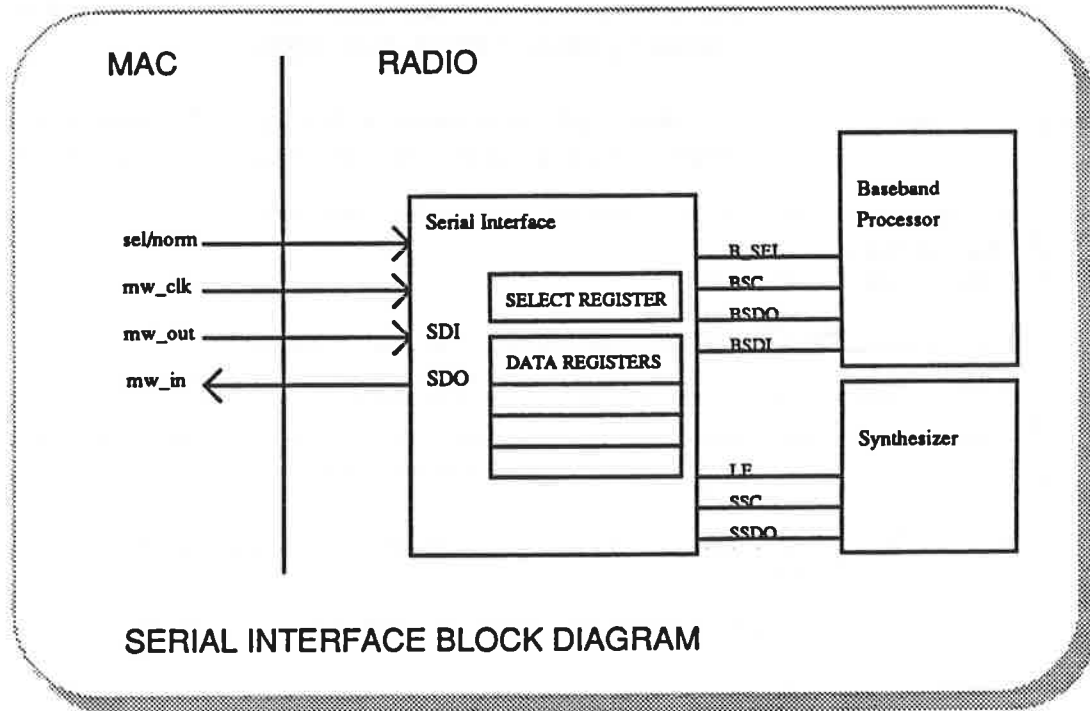 MAC
RADIO
sel/norm
mw_clk
mw_out
mw_in
Serial Interface
SDI
SDO
SELECT REGISTER
DATA REGISTERS
B_SEL
BSC
BSDO
BSDI
LE
SSC
SSDO
Baseband
Processor
Synthesizer
SERIAL INTERFACE BLOCK DIAGRAM